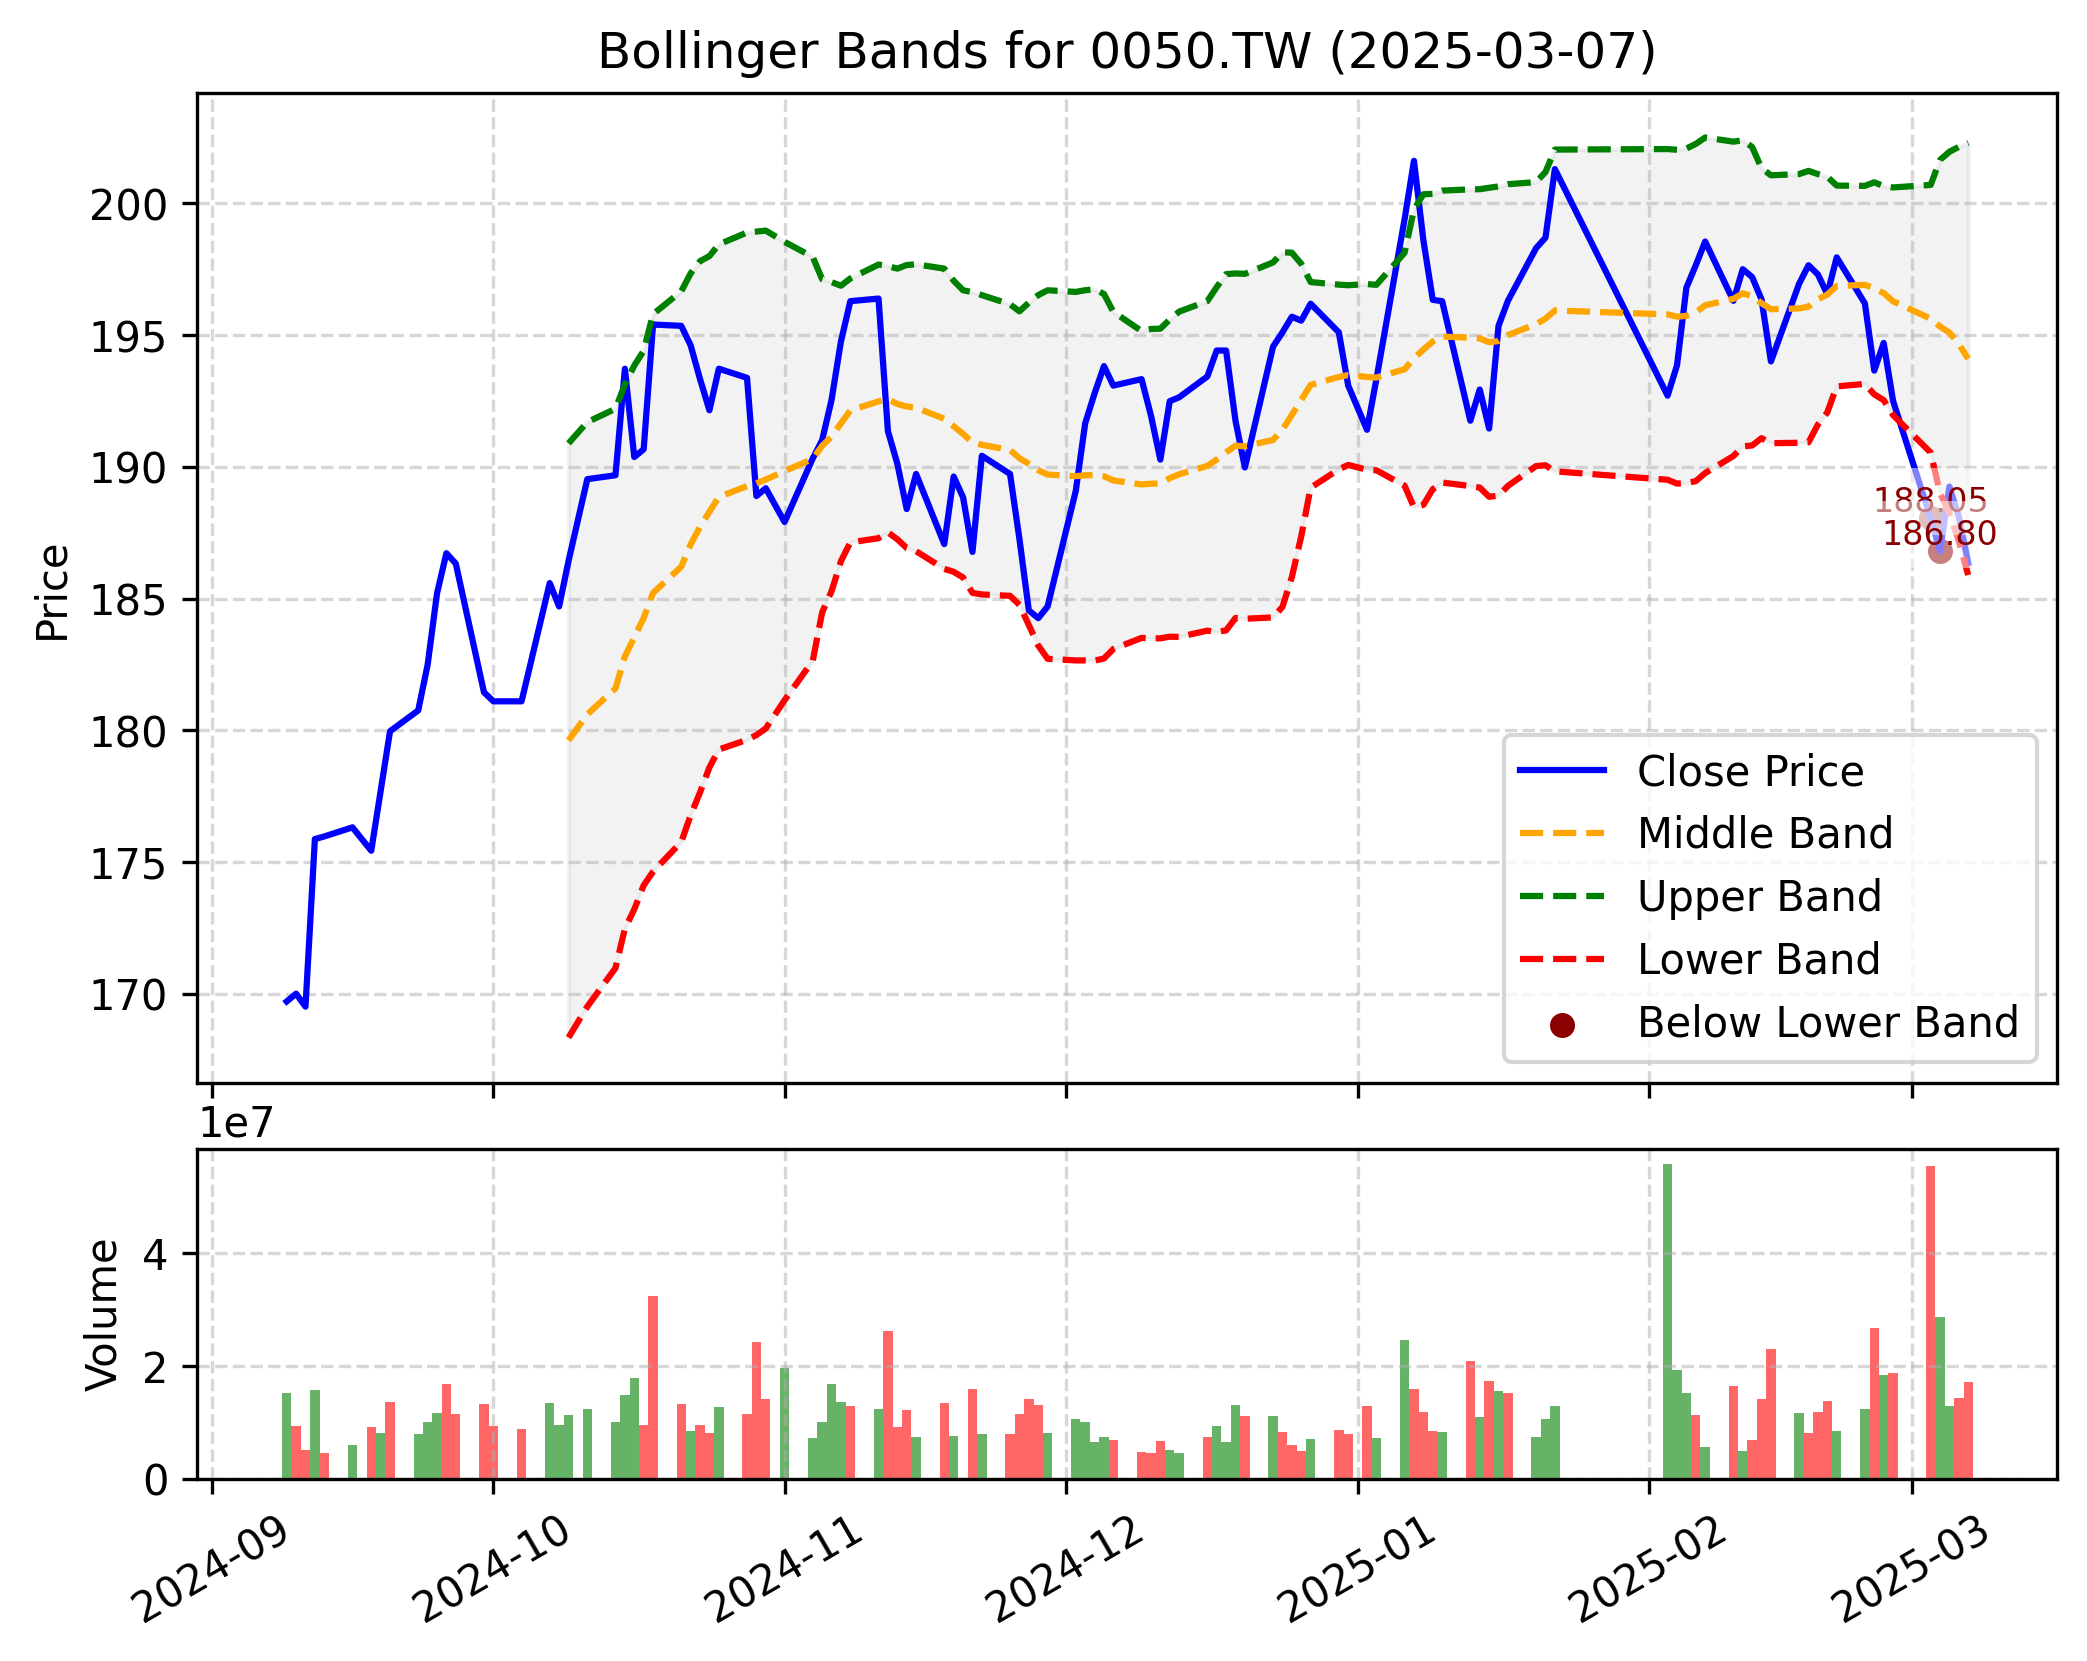 Bollinger Bands for 0050.TW (2025-03-07)
Price
200
195
190
185
180
175
170
188.05
186.80
Close Price
Middle Band
Upper Band
Lower Band
Below Lower Band
1e7
Volume
4
2
0
2024-09
2024-10
2024-11
2024-12
2025-01
2025-02
2025-03